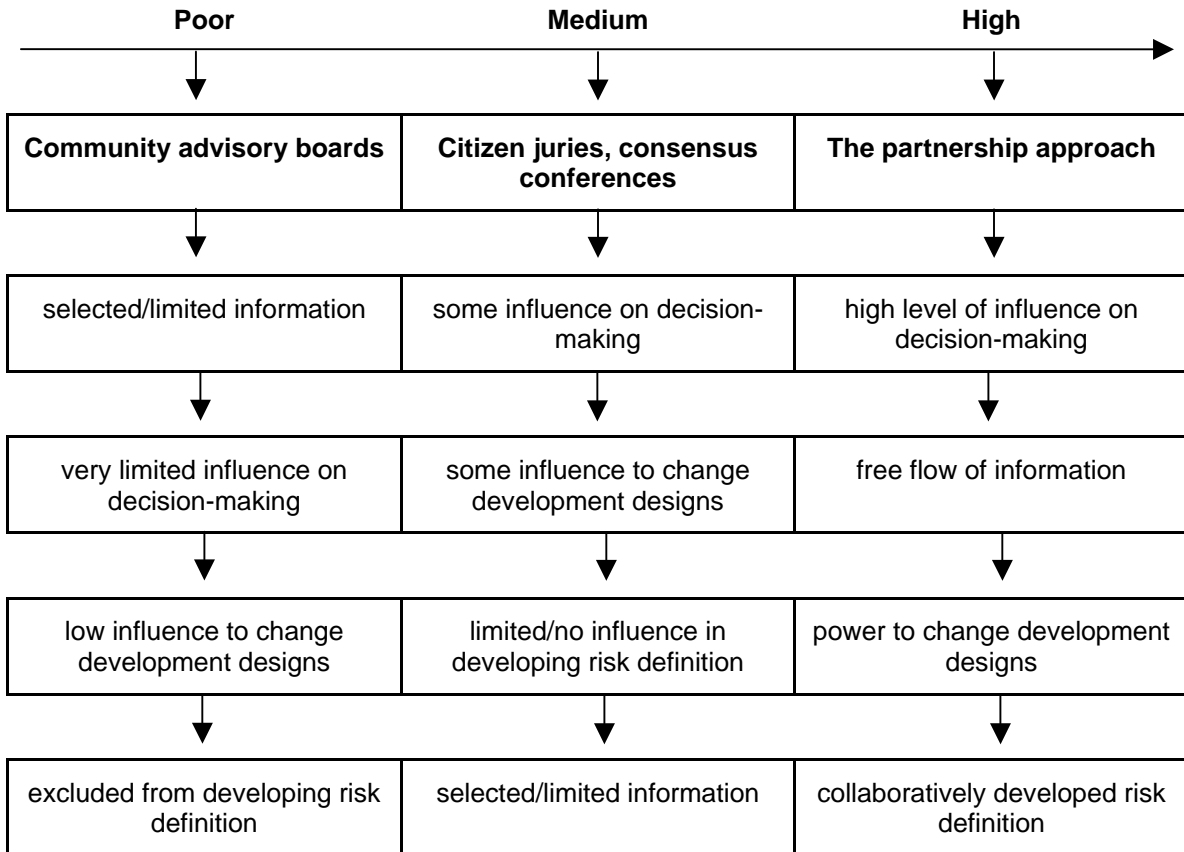 Poor Medium High
Community advisory boards
Citizen juries, consensus
conferences
The partnership approach
selected/limited information
some influence on decision-
making
high level of influence on
decision-making
very limited influence on
decision-making
some influence to change
development designs
free flow of information
low influence to change
development designs
limited/no influence in
developing risk definition
power to change development
designs
excluded from developing risk
definition
selected/limited information
collaboratively developed risk
definition